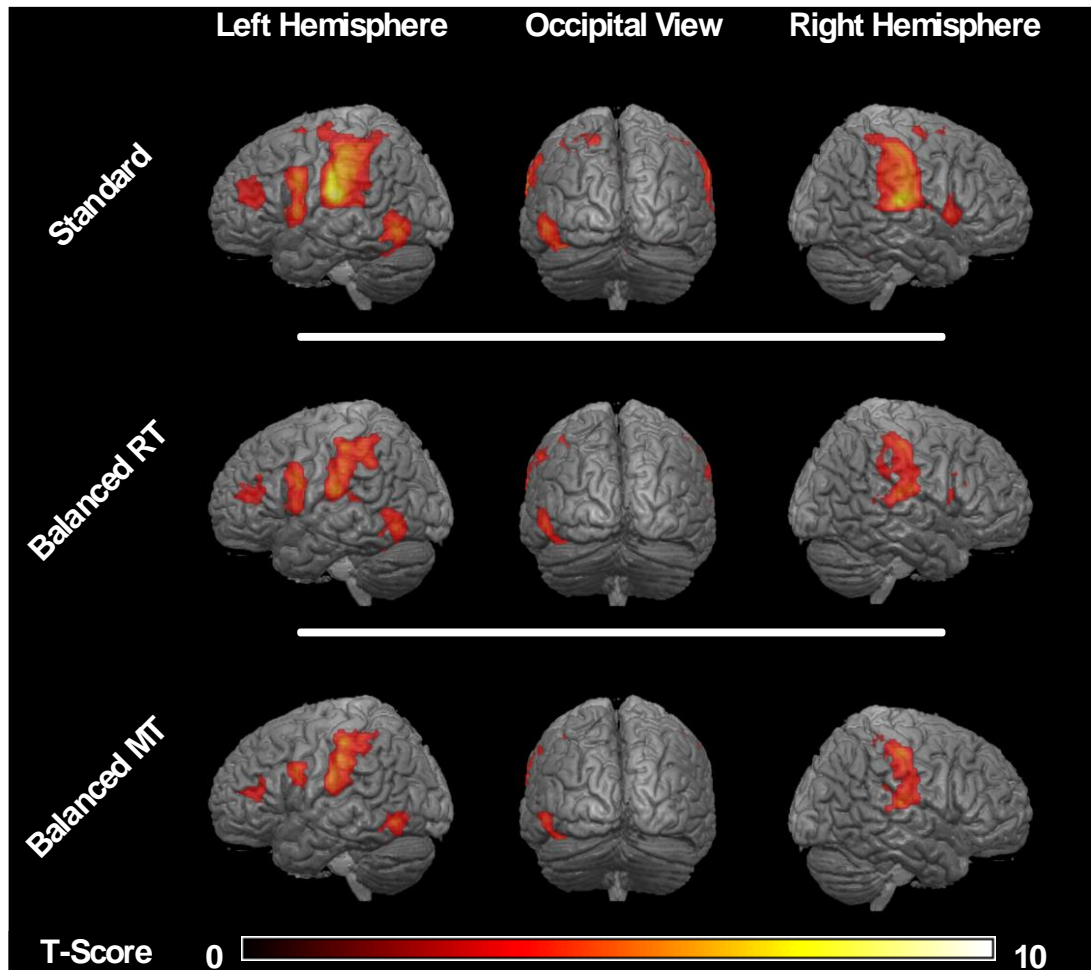 Left Hemisphere Occipital View Right Hemisphere
Standard
Balanced RT
Balanced MT
T-Score 0 10